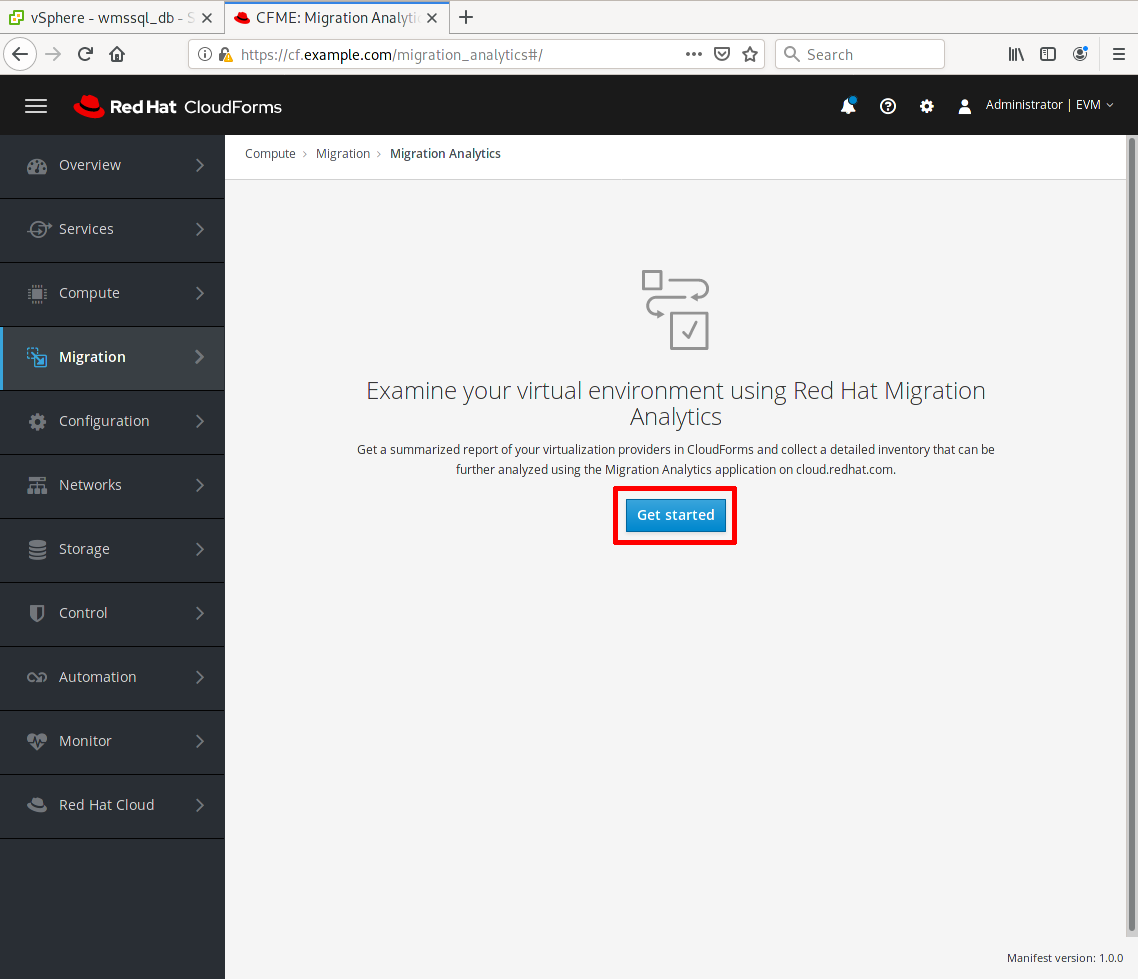 vSphere - wmssql_db - S
CFME: Migration Analytic
https://cf.example.com/migration_analytics#/
Search
Red Hat CloudForms
Administrator | EVM
Overview
Services
Compute
Migration
Configuration
Networks
Storage
Control
Automation
Monitor
Red Hat Cloud
Compute > Migration > Migration Analytics
Examine your virtual environment using Red Hat Migration
Analytics
Get a summarized report of your virtualization providers in CloudForms and collect a detailed inventory that can be
further analyzed using the Migration Analytics application on cloud.redhat.com.
Get started
Manifest version: 1.0.0